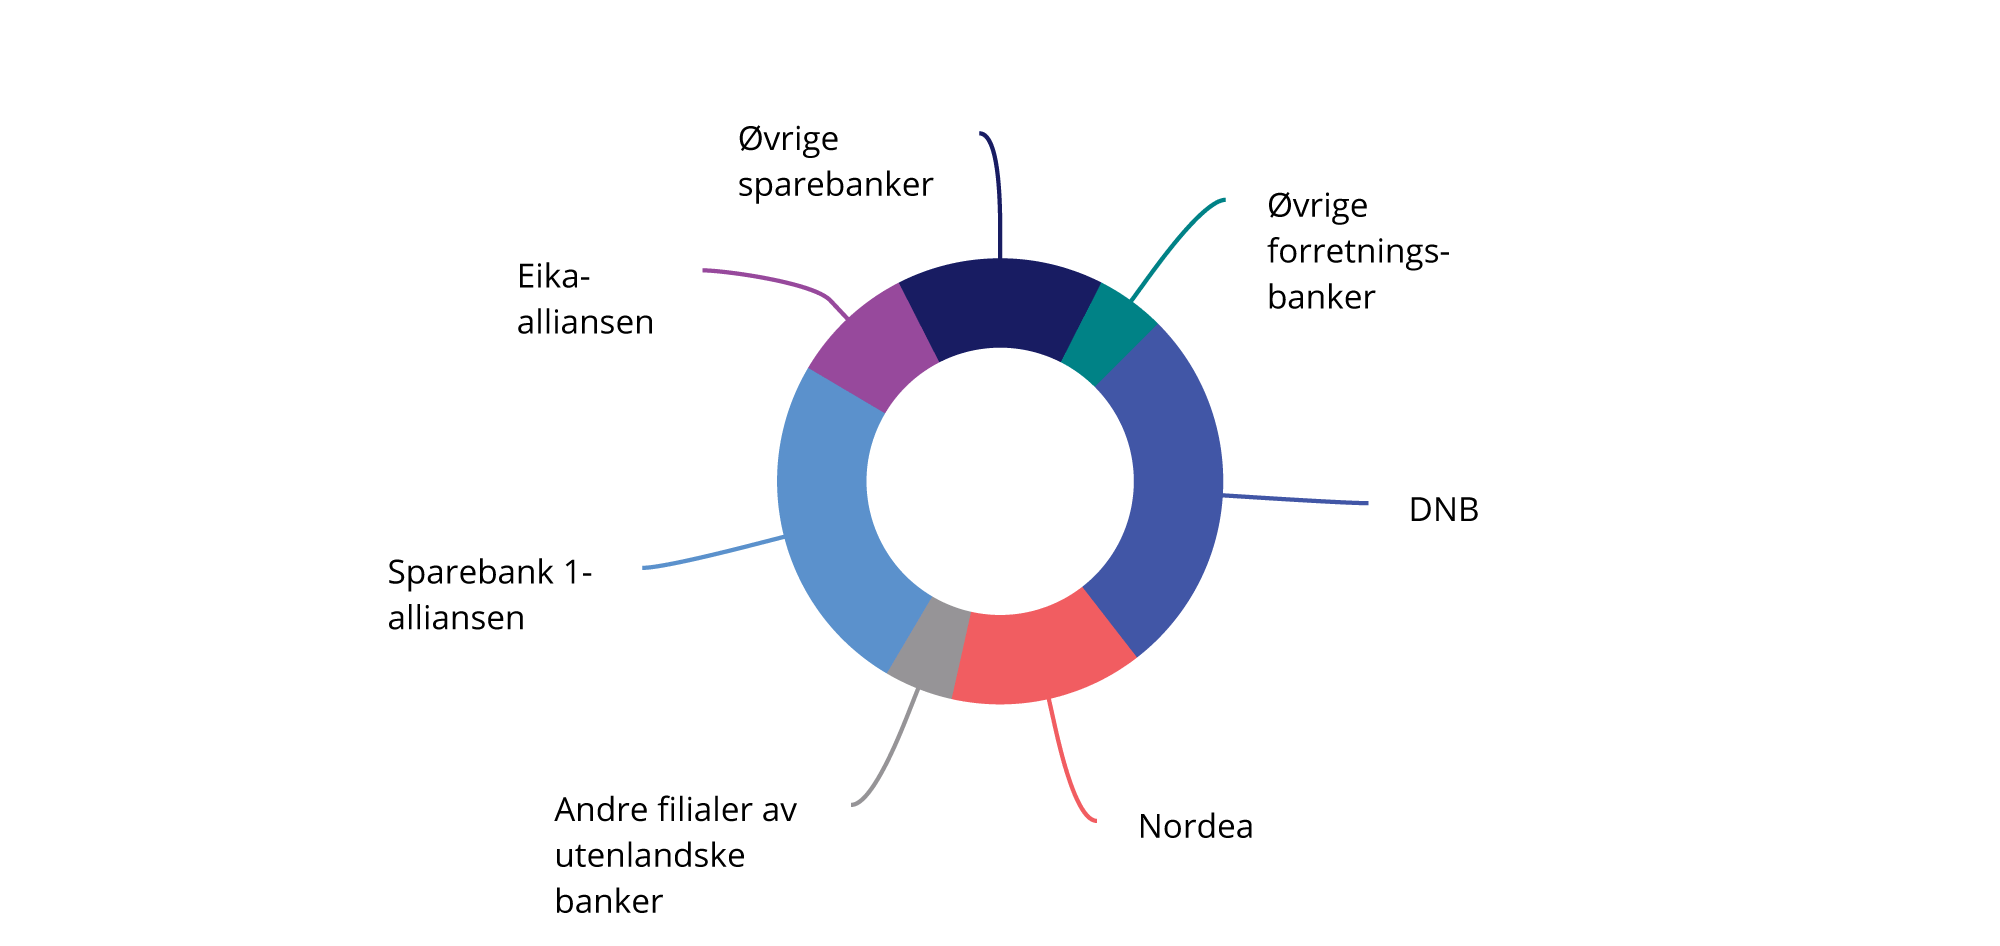 Øvrige
sparebanker
Øvrige
forretnings-
banker
Eika-
alliansen
DNB
Sparebank 1-
alliansen
Andre filialer av
utenlandske
banker
Nordea